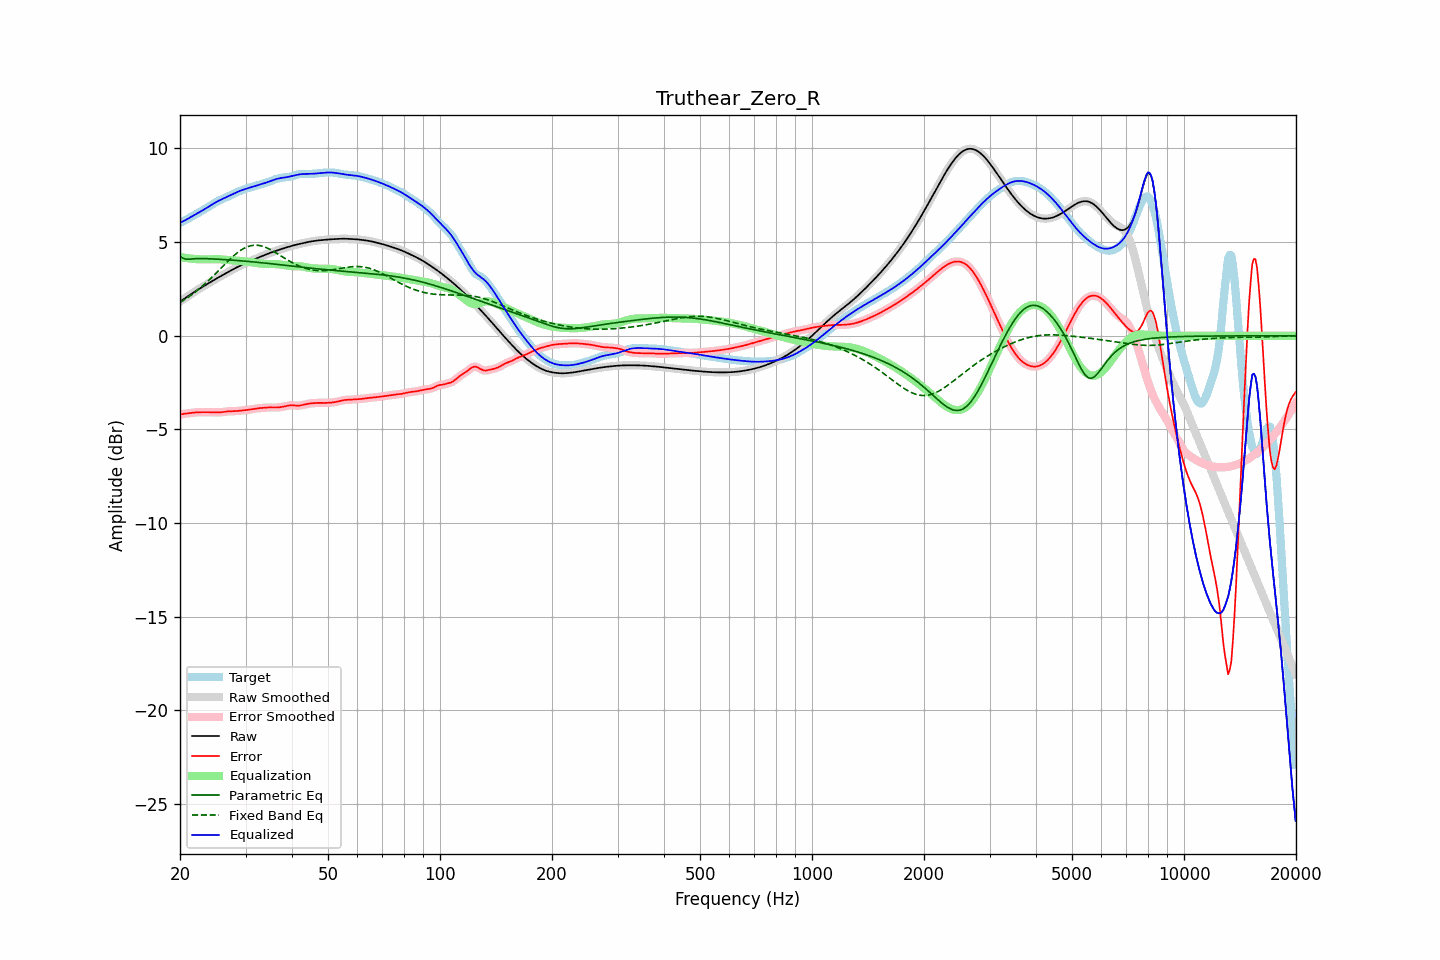 Truthear_Zero_R
10
5
0
−5
−10
−15
−20
−25
Amplitude (dBr)
Target
Raw Smoothed
Error Smoothed
Raw
Error
Equalization
Parametric Eq
Fixed Band Eq
Equalized
20 50 100 200 500 1000 2000 5000 10000 20000
Frequency (Hz)